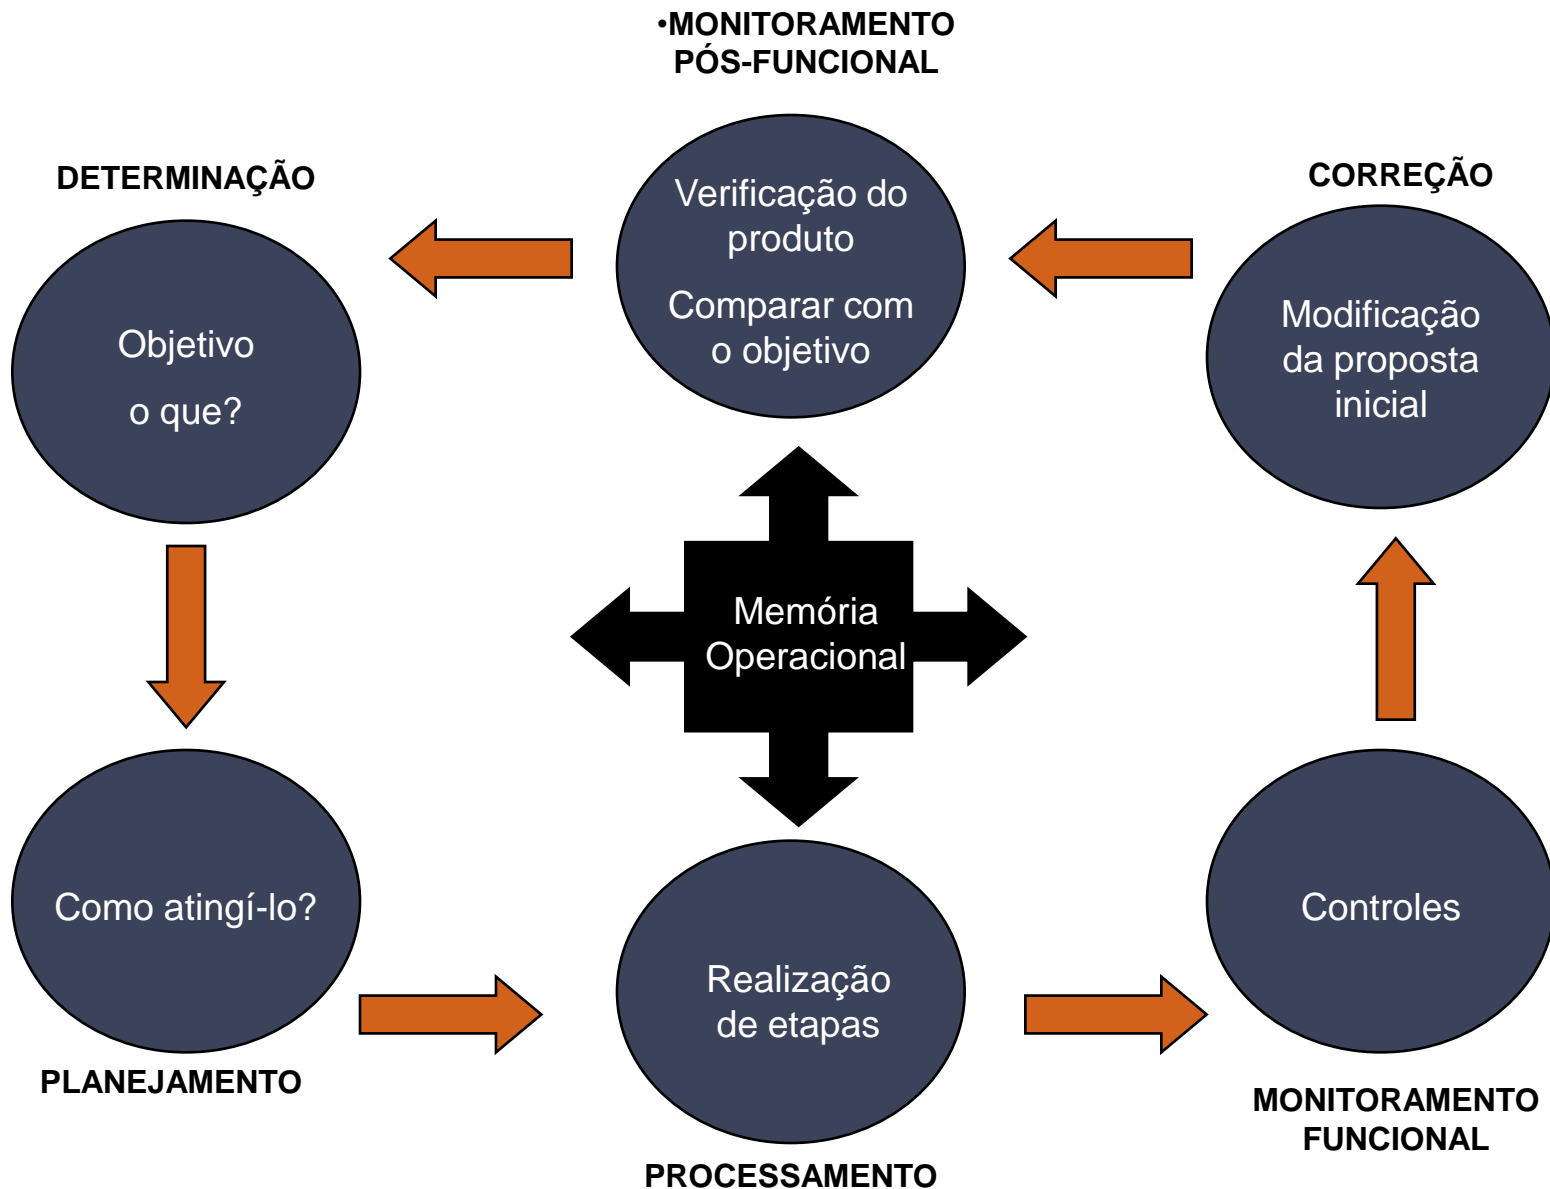 •MONITORAMENTO
PÓS-FUNCIONAL
DETERMINAÇÃO
CORREÇÃO
Verificação do
produto
Comparar com
o objetivo
Objetivo
o que?
Modificação
da proposta
inicial
Memória
Operacional
Como atingí-lo?
Controles
Realização
de etapas
PLANEJAMENTO
MONITORAMENTO
FUNCIONAL
PROCESSAMENTO